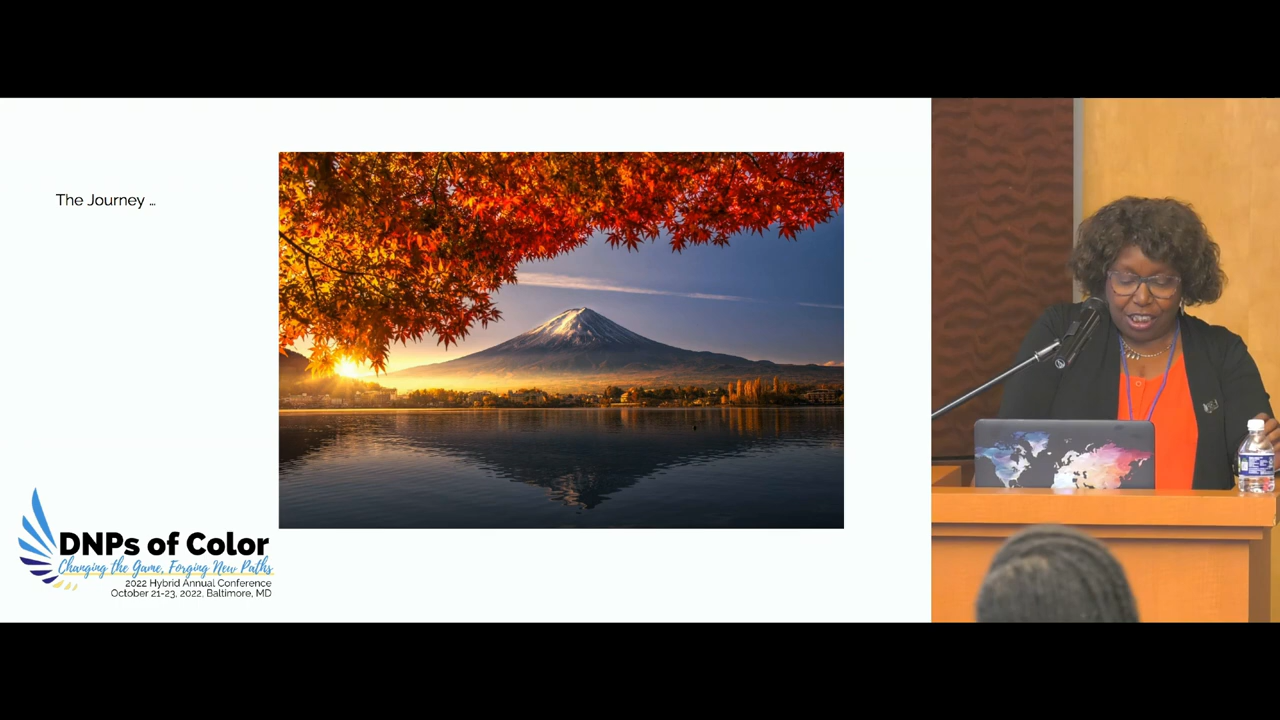 The Journey ...
DNPs of Color
Changing the Game, Forging New Paths
2022 Hybrid Annual Conference
October 21-23, 2022, Baltimore, MD